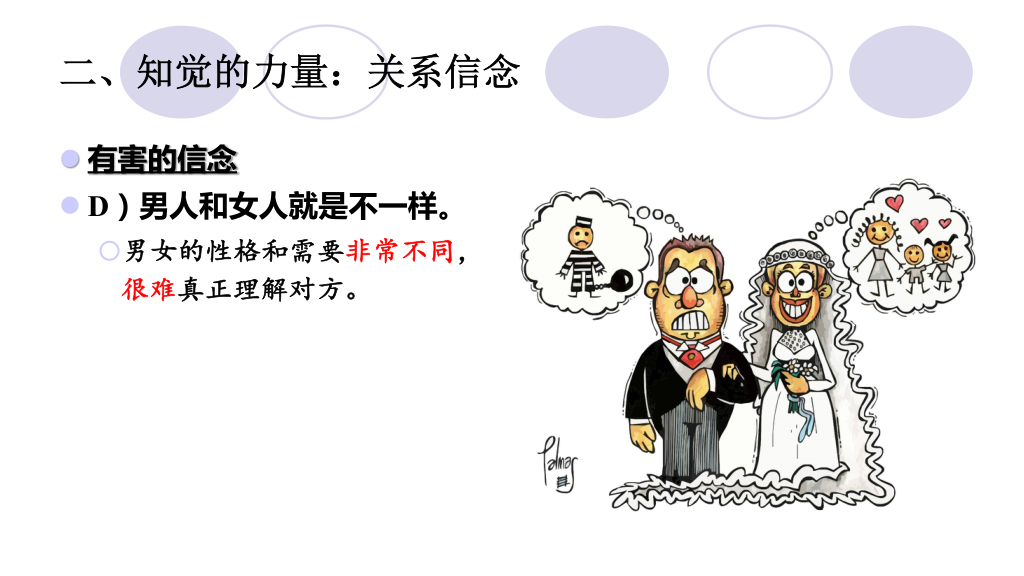 二、知觉的力量：关系信念
有害的信念
D）男人和女人就是不一样。
男女的性格和需要非常不同，
很难真正理解对方。
Palmas